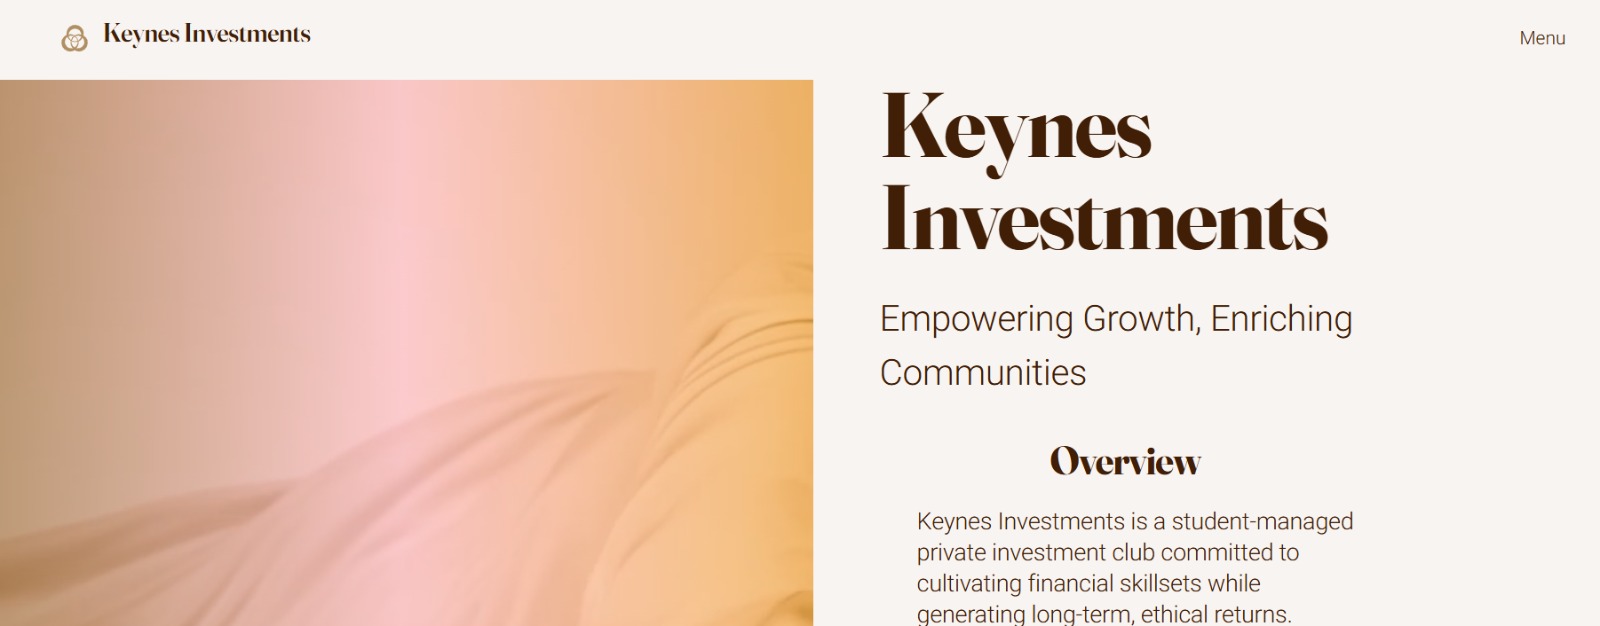 Keynes Investments
Menu
Keynes
Investments
Empowering Growth, Enriching
Communities
Overview
Keynes Investments is a student-managed
private investment club committed to
cultivating financial skillsets while
generating long-term, ethical returns.